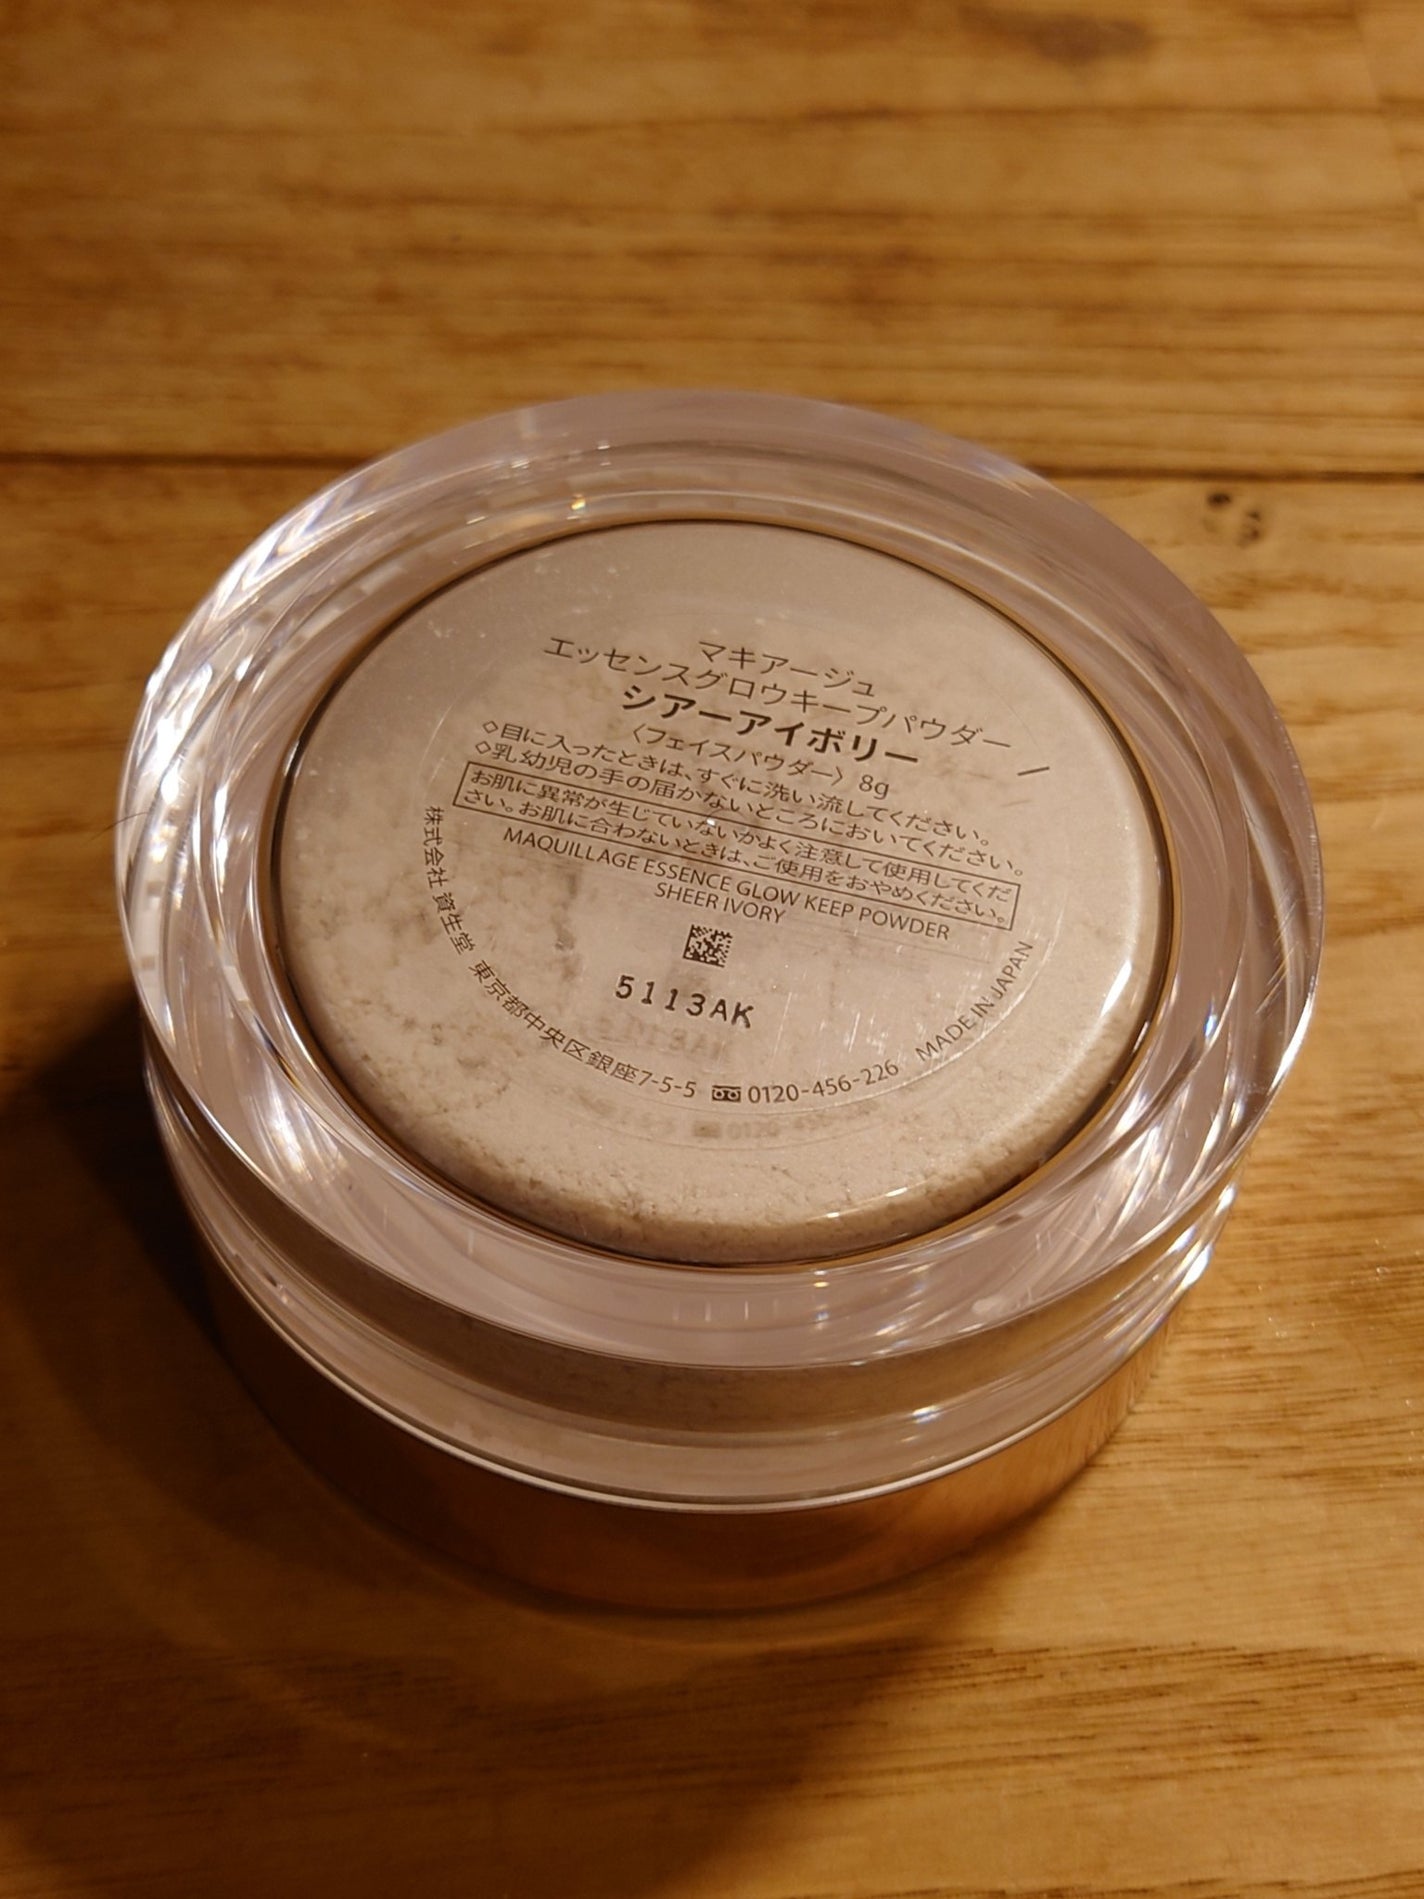 マキアージュ
エッセンスグロウキープパウダー
シアーアイボリー
〈フェイスパウダー〉 8g
◇目に入ったときは、すぐに洗い流してください。
◇乳幼児の手の届かないところにおいてください。
お肌に異常が生じていないかよく注意して使用してくだ
さい。お肌に合わないときは、ご使用をおやめください。
MAQUILLAGE ESSENCE GLOW KEEP POWDER
SHEER IVORY
5113AK
株式会社 資生堂 東京都中央区銀座7-5-5 0120-456-226 MADE IN JAPAN